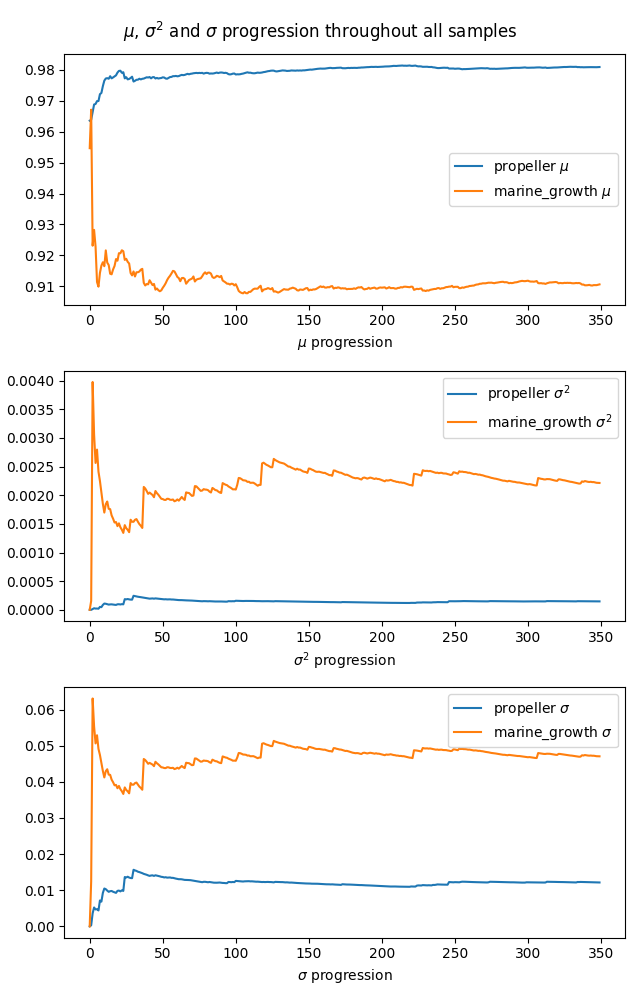 μ, σ² and σ progression throughout all samples
0.98
0.97
0.96
0.95
0.94
0.93
0.92
0.91
propeller μ
marine_growth μ
0 50 100 150 200 250 300 350
μ progression
0.0040
0.0035
0.0030
0.0025
0.0020
0.0015
0.0010
0.0005
0.0000
propeller σ²
marine_growth σ²
0 50 100 150 200 250 300 350
σ² progression
0.06
0.05
0.04
0.03
0.02
0.01
0.00
propeller σ
marine_growth σ
0 50 100 150 200 250 300 350
σ progression